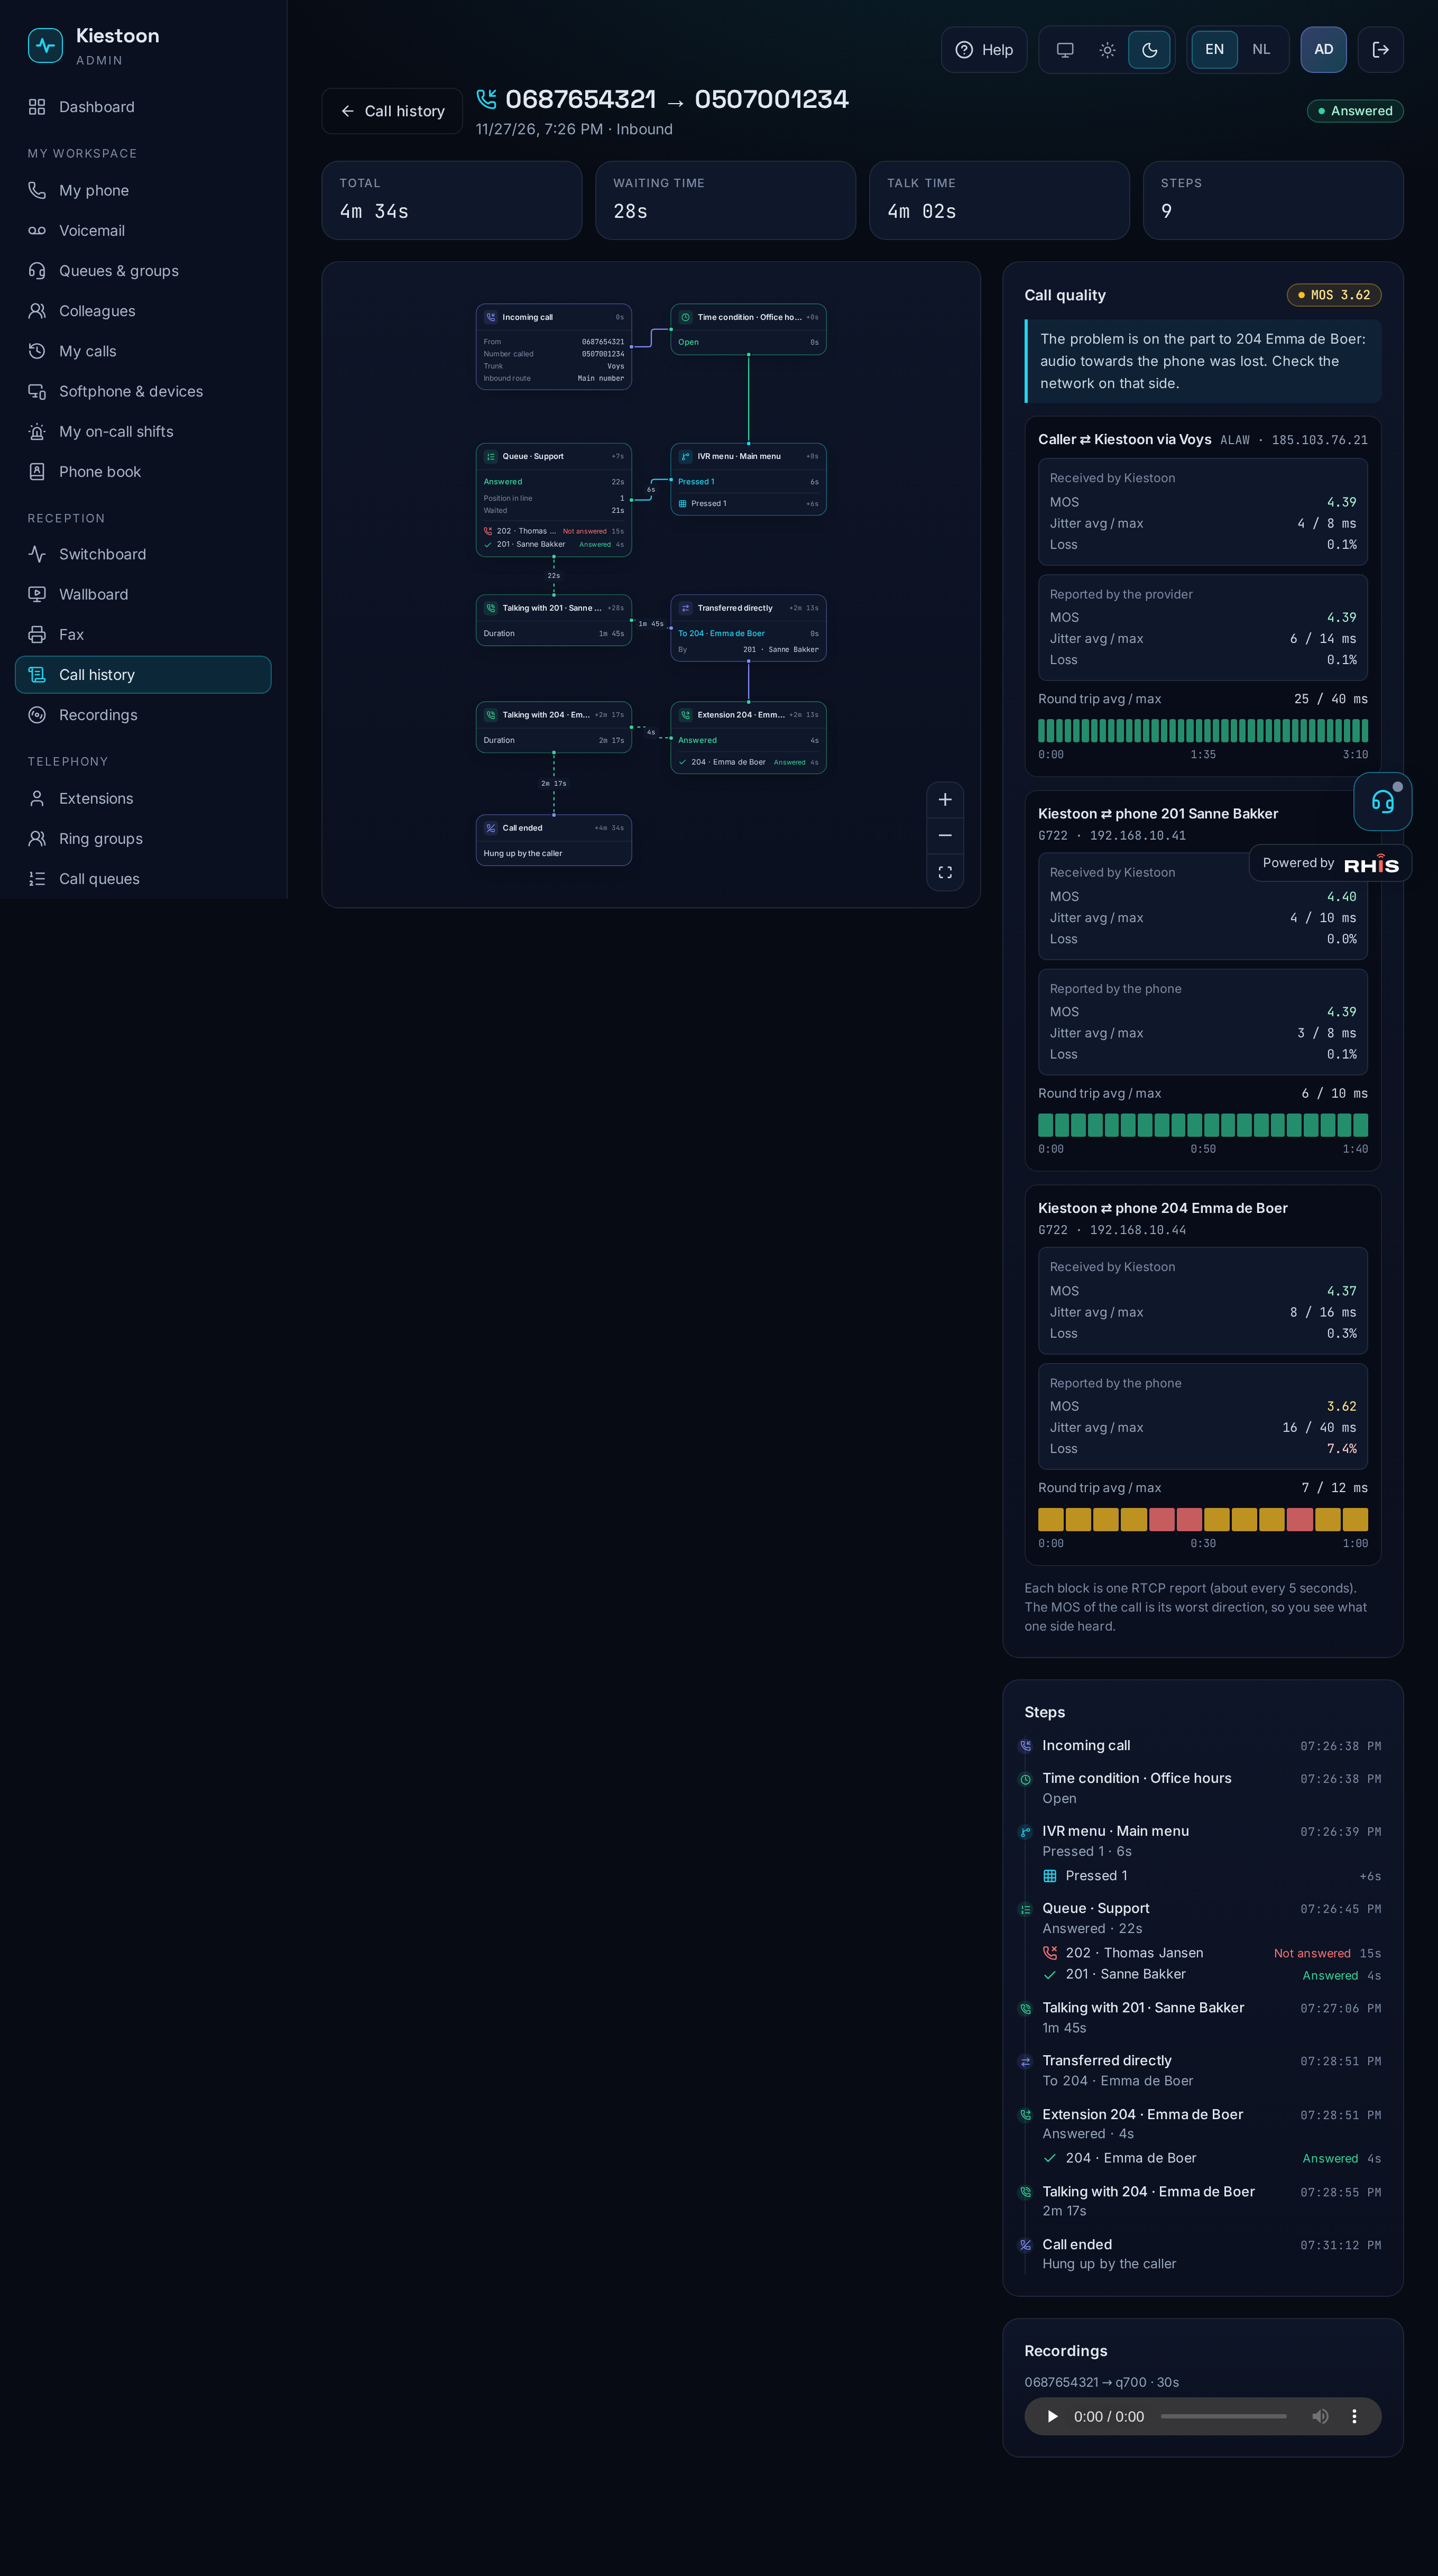 Kiestoon
ADMIN
Dashboard
MY WORKSPACE
My phone
Voicemail
Queues & groups
Colleagues
My calls
Softphone & devices
My on-call shifts
Phone book
RECEPTION
Switchboard
Wallboard
Fax
Call history
Recordings
TELEPHONY
Extensions
Ring groups
Call queues
Help
EN NL
AD
Call history
0687654321 → 0507001234
11/27/26, 7:26 PM · Inbound
Answered
TOTAL
4m 34s
WAITING TIME
28s
TALK TIME
4m 02s
STEPS
9
Incoming call 0s
From 0687654321
Number called 0507001234
Trunk Voys
Inbound route Main number
Time condition · Office ho... +0s
Open 0s
Queue · Support +7s
Answered 22s
Position in line 1
Waited 21s
202 · Thomas ... Not answered 15s
201 · Sanne Bakker Answered 4s
6s
IVR menu · Main menu +0s
Pressed 1 6s
Pressed 1 +6s
22s
Talking with 201 · Sanne ... +28s
Duration 1m 45s
1m 45s
Transferred directly +2m 13s
To 204 · Emma de Boer 0s
By 201 · Sanne Bakker
Talking with 204 · Em... +2m 17s
Duration 2m 17s
4s
Extension 204 · Emm... +2m 13s
Answered 4s
204 · Emma de Boer Answered 4s
2m 17s
Call ended +4m 34s
Hung up by the caller
Call quality
MOS 3.62
The problem is on the part to 204 Emma de Boer:
audio towards the phone was lost. Check the
network on that side.
Caller ⇄ Kiestoon via Voys ALAW · 185.103.76.21
Received by Kiestoon
MOS 4.39
Jitter avg / max 4 / 8 ms
Loss 0.1%
Reported by the provider
MOS 4.39
Jitter avg / max 6 / 14 ms
Loss 0.1%
Round trip avg / max 25 / 40 ms
0:00 1:35 3:10
Kiestoon ⇄ phone 201 Sanne Bakker
G722 · 192.168.10.41
Received by Kiestoon
Powered by RHIS
MOS 4.40
Jitter avg / max 4 / 10 ms
Loss 0.0%
Reported by the phone
MOS 4.39
Jitter avg / max 3 / 8 ms
Loss 0.1%
Round trip avg / max 6 / 10 ms
0:00 0:50 1:40
Kiestoon ⇄ phone 204 Emma de Boer
G722 · 192.168.10.44
Received by Kiestoon
MOS 4.37
Jitter avg / max 8 / 16 ms
Loss 0.3%
Reported by the phone
MOS 3.62
Jitter avg / max 16 / 40 ms
Loss 7.4%
Round trip avg / max 7 / 12 ms
0:00 0:30 1:00
Each block is one RTCP report (about every 5 seconds).
The MOS of the call is its worst direction, so you see what
one side heard.
Steps
Incoming call 07:26:38 PM
Time condition · Office hours 07:26:38 PM
Open
IVR menu · Main menu 07:26:39 PM
Pressed 1 · 6s
Pressed 1 +6s
Queue · Support 07:26:45 PM
Answered · 22s
202 · Thomas Jansen Not answered 15s
201 · Sanne Bakker Answered 4s
Talking with 201 · Sanne Bakker 07:27:06 PM
1m 45s
Transferred directly 07:28:51 PM
To 204 · Emma de Boer
Extension 204 · Emma de Boer 07:28:51 PM
Answered · 4s
204 · Emma de Boer Answered 4s
Talking with 204 · Emma de Boer 07:28:55 PM
2m 17s
Call ended 07:31:12 PM
Hung up by the caller
Recordings
0687654321 → q700 · 30s
0:00 / 0:00